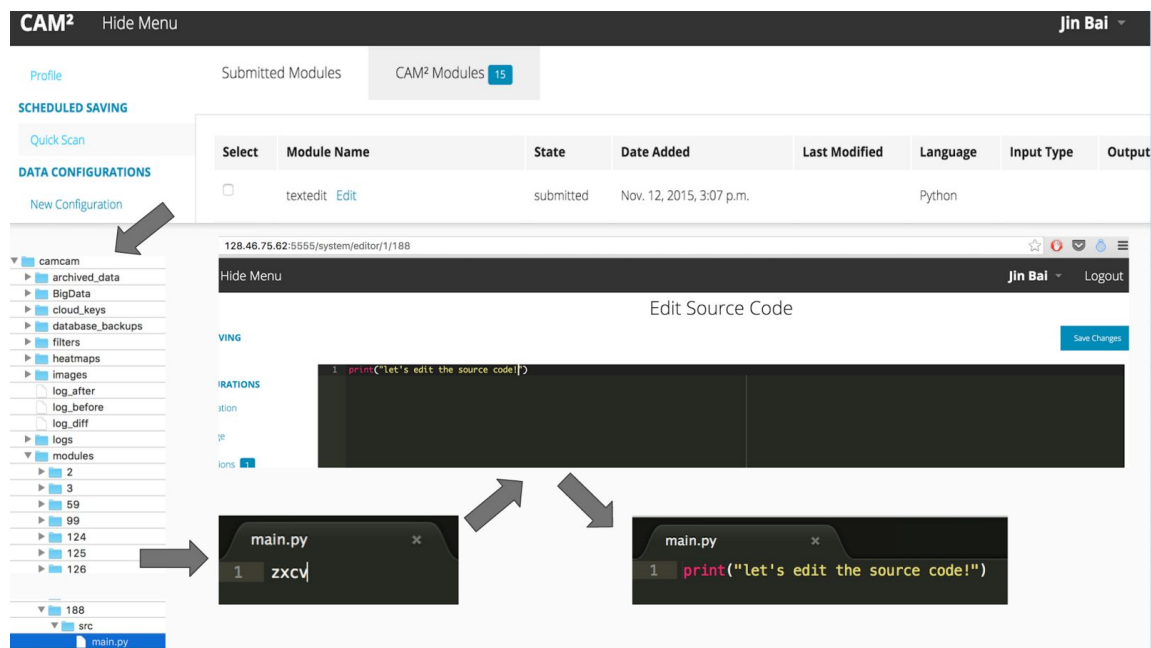 CAM² Hide Menu Jin Bai
Profile
SCHEDULED SAVING
Quick Scan
DATA CONFIGURATIONS
New Configuration
Submitted Modules CAM² Modules 15
Select Module Name State Date Added Last Modified Language Input Type Output
textedit Edit submitted Nov. 12, 2015, 3:07 p.m. Python
camcam
archived_data
BigData
cloud_keys
database_backups
filters
heatmaps
images
log_after
log_before
log_diff
logs
modules
2
3
59
99
124
125
126
188
src
main.py
128.46.75.62:5555/system/editor/1/188
Hide Menu Jin Bai Logout
Edit Source Code
VING
Save Changes
1 print("let's edit the source code!")
URATIONS
ation
ge
ions 1
main.py ×
1 zxcv
main.py ×
1 print("let's edit the source code!")